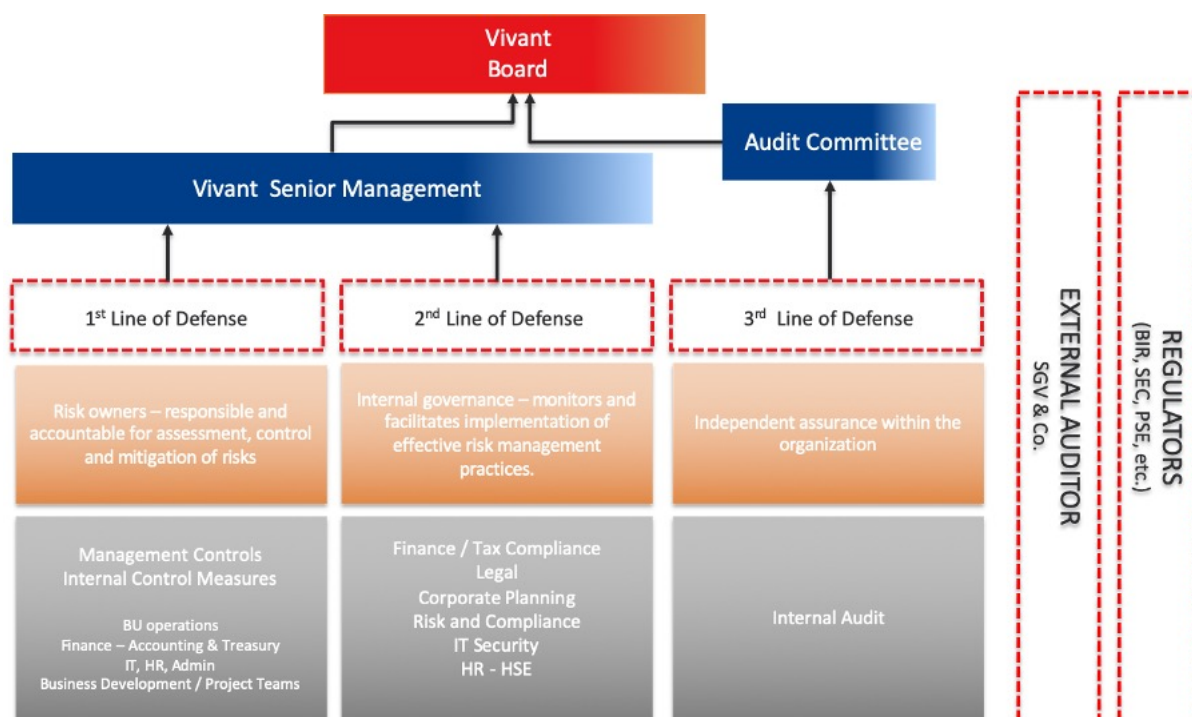 Vivant
Board
Audit Committee
Vivant Senior Management
1st Line of Defense
2nd Line of Defense
3rd Line of Defense
Risk owners – responsible and
accountable for assessment, control
and mitigation of risks
Internal governance – monitors and
facilitates implementation of
effective risk management
practices.
Independent assurance within the
organization
Management Controls
Internal Control Measures
BU operations
Finance – Accounting & Treasury
IT, HR, Admin
Business Development / Project Teams
Finance / Tax Compliance
Legal
Corporate Planning
Risk and Compliance
IT Security
HR - HSE
Internal Audit
EXTERNAL AUDITOR
SGV & Co.
REGULATORS
(BIR, SEC, PSE, etc.)